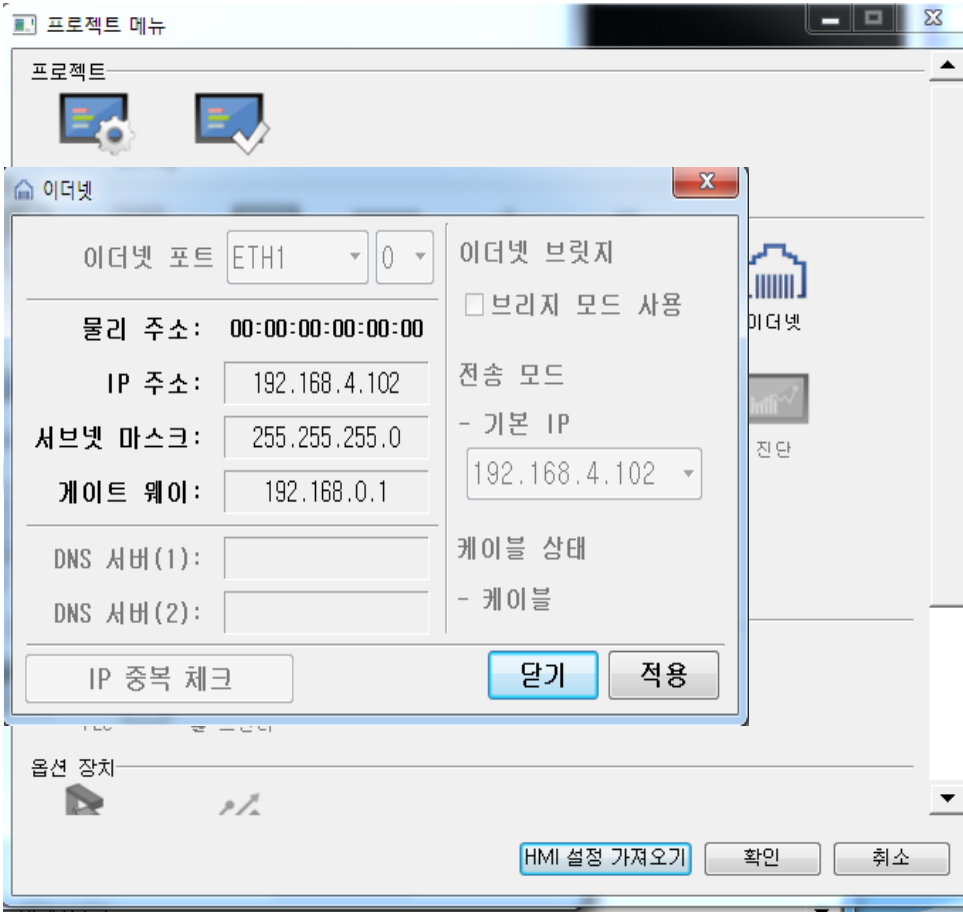 프로젝트 메뉴
프로젝트
이더넷
이더넷 포트 ETH1 0
물리 주소: 00:00:00:00:00:00
IP 주소: 192.168.4.102
서브넷 마스크: 255.255.255.0
게이트 웨이: 192.168.0.1
DNS 서버(1):
DNS 서버(2):
이더넷 브릿지
브리지 모드 사용
전송 모드
- 기본 IP
192.168.4.102
케이블 상태
- 케이블
IP 중복 체크
닫기
적용
이더넷
진단
옵션 장치
HMI 설정 가져오기
확인
취소